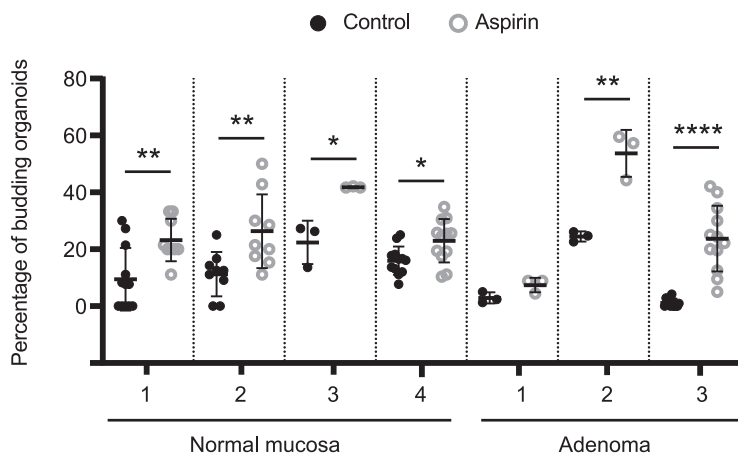 Control Aspirin
Percentage of budding organoids
80
60
40
20
0
** ** * * ** ****
1 2 3 4 1 2 3
Normal mucosa Adenoma